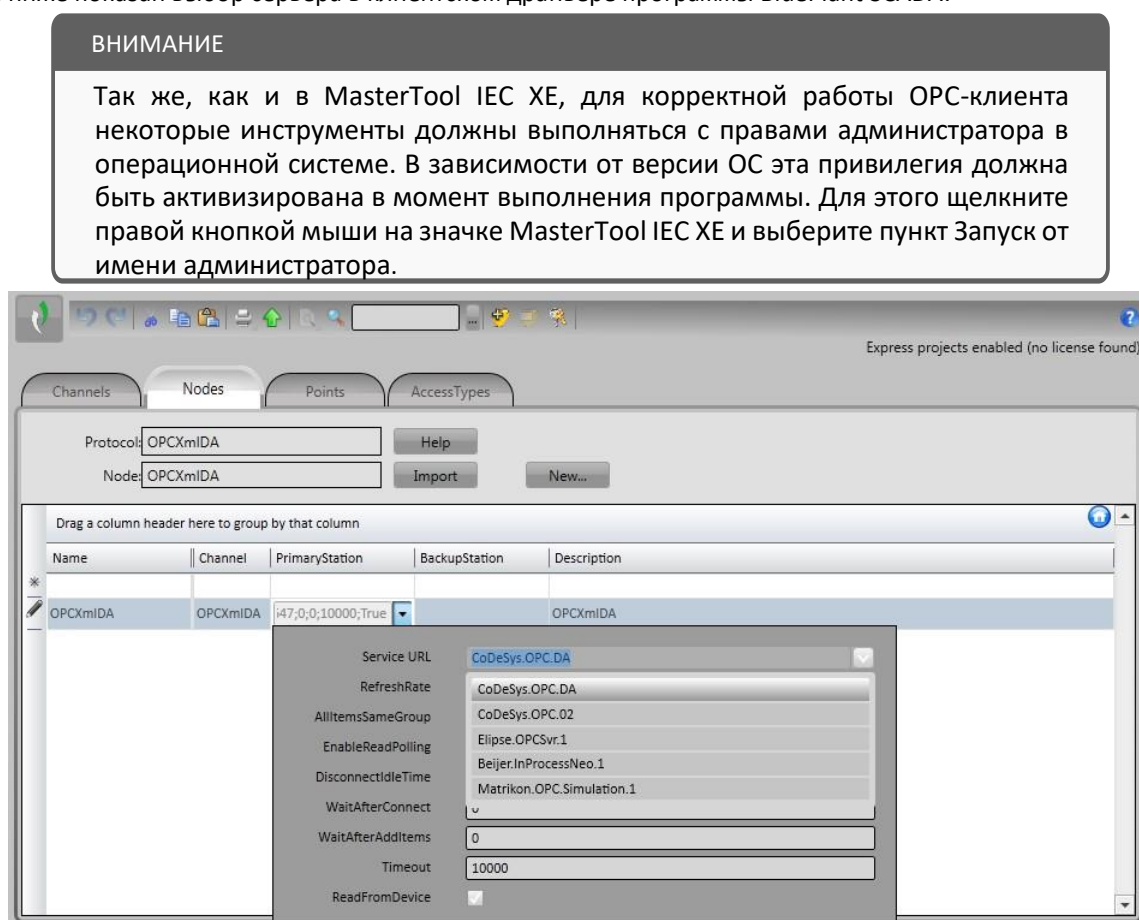 ВНИМАНИЕ
Так же, как и в MasterTool IEC XE, для корректной работы OPC-клиента
некоторые инструменты должны выполняться с правами администратора в
операционной системе. В зависимости от версии ОС эта привилегия должна
быть активизирована в момент выполнения программы. Для этого щелкните
правой кнопкой мыши на значке MasterTool IEC XE и выберите пункт Запуск от
имени администратора.
Express projects enabled (no license found)
Channels Nodes Points AccessTypes
Protocol: OPCXmlDA Help
Node: OPCXmlDA Import New...
Drag a column header here to group by that column
Name Channel PrimaryStation BackupStation Description
OPCXmlDA OPCXmlDA i47;0;0;10000;True OPCXmlDA
Service URL CoDeSys.OPC.DA
RefreshRate CoDeSys.OPC.DA
AllItemsSameGroup CoDeSys.OPC.02
EnableReadPolling Elipse.OPCSvr.1
DisconnectIdleTime Beijer.InProcessNeo.1
Matrikon.OPC.Simulation.1
WaitAfterConnect
WaitAfterAddItems 0
Timeout 10000
ReadFromDevice